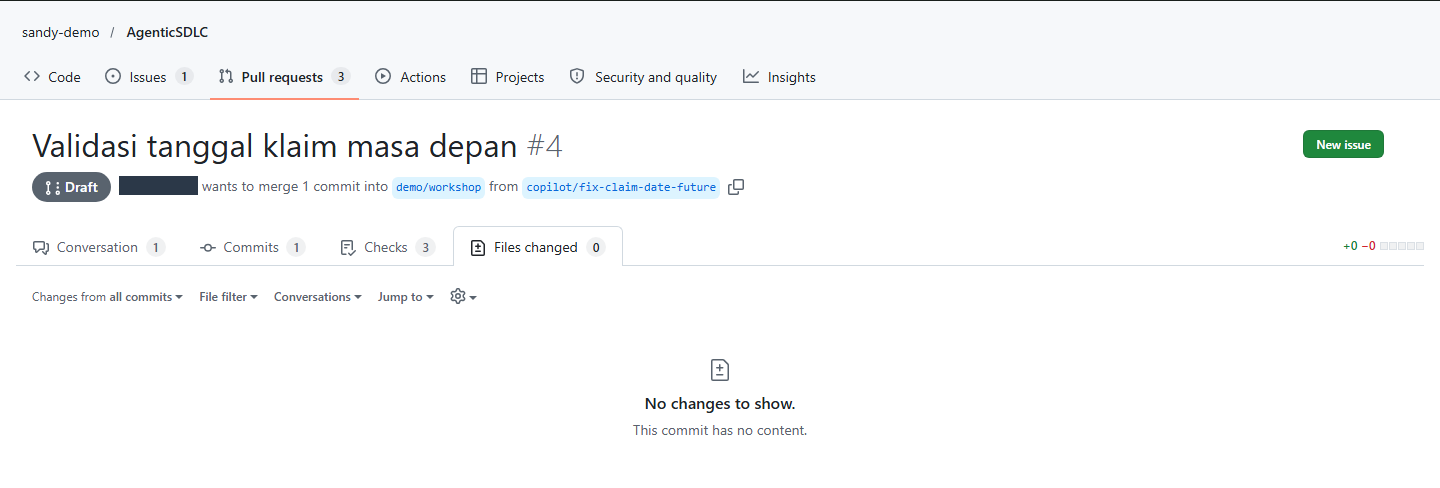 sandy-demo / AgenticSDLC
Code Issues 1 Pull requests 3 Actions Projects Security and quality Insights
Validasi tanggal klaim masa depan #4
New issue
Draft wants to merge 1 commit into demo/workshop from copilot/fix-claim-date-future
Conversation 1 Commits 1 Checks 3 Files changed 0 +0 −0
Changes from all commits File filter Conversations Jump to
No changes to show.
This commit has no content.